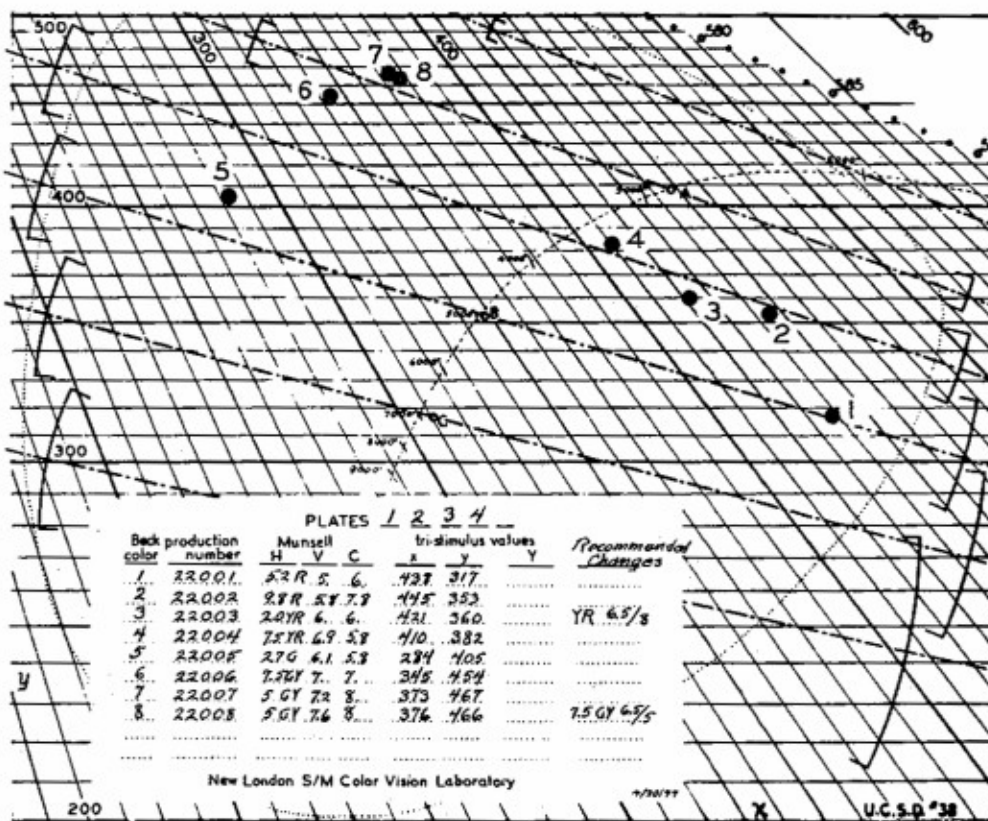 500
300
400
580
600
7
8
6
585
5
400
4
3
2
1
300
PLATES 1 2 3 4
Beck production Munsell tri-stimulus values Recommended
color number H V C x y Y Changes
1 22001 5.2R 5. 6. .438 .317
2 22002 9.8R 5.8 7.8 .445 .353
3 22003 2.0YR 6. 6. .421 .360 YR 6.5/8
4 22004 7.5YR 6.9 5.8 .410 .382
5 22005 2.7G 6.1 5.8 .284 .405
6 22006 7.5GY 7. 7. .345 .454
7 22007 5 GY 7.2 8. .373 .467
8 22008 5 GY 7.6 8 .376 .466 7.5 GY 6.5/5
New London S/M Color Vision Laboratory
y
200
X
U.C.S.D. #38